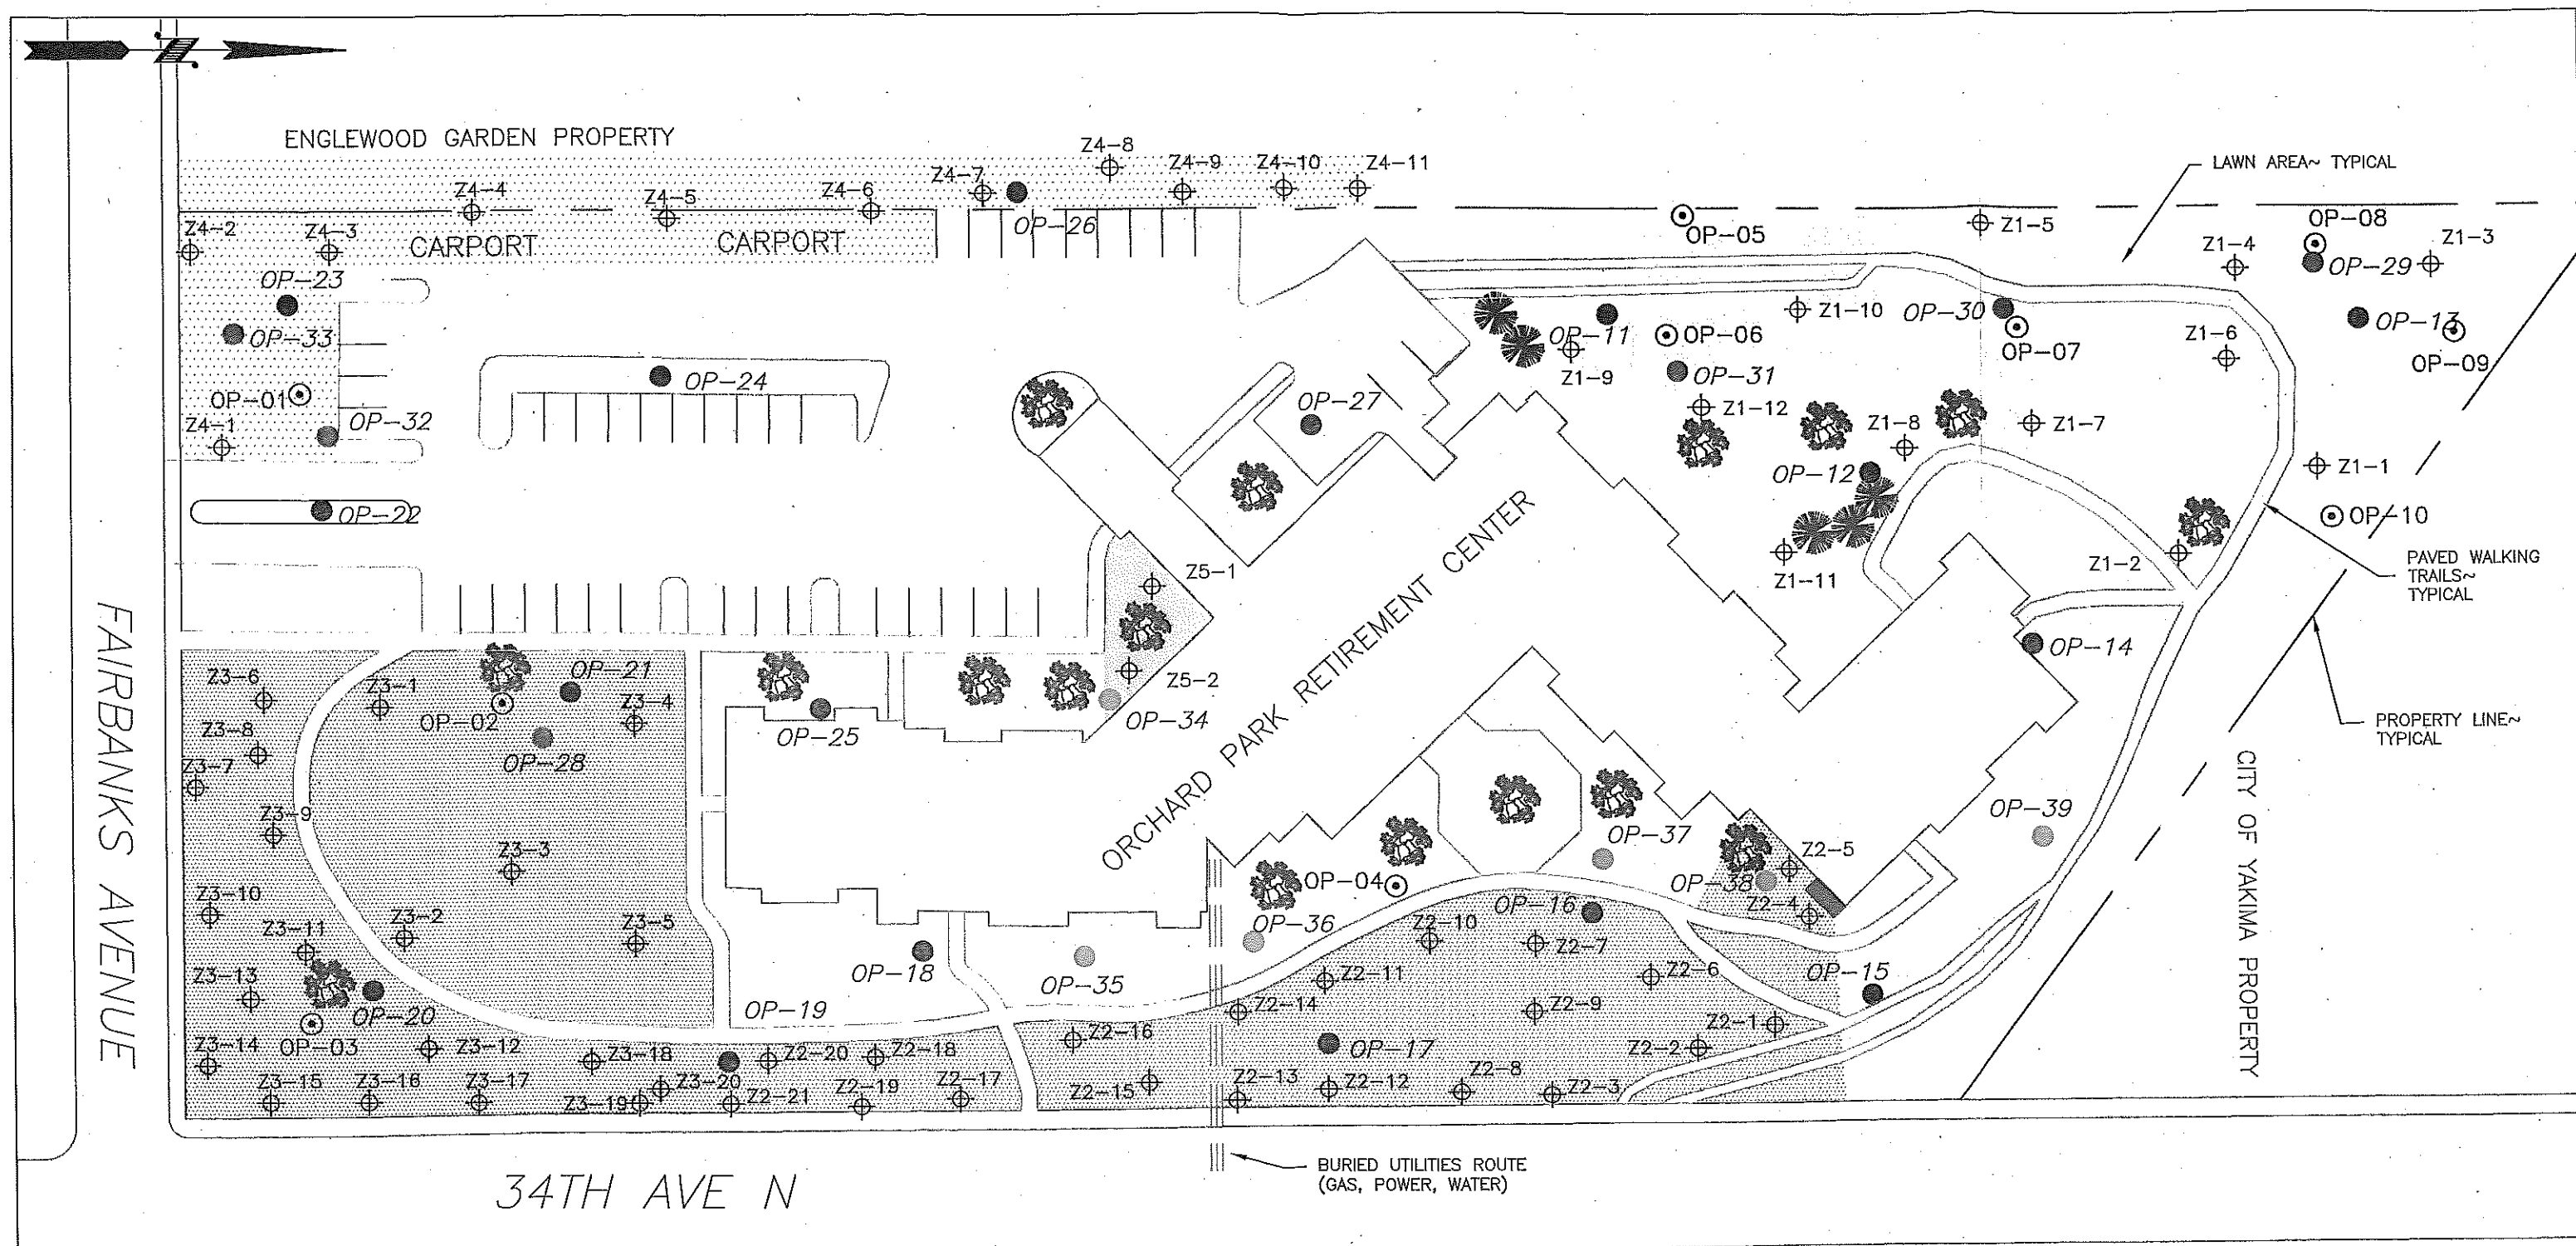 ENGLEWOOD GARDEN PROPERTY
Z4-8
Z4-7
Z4-9
Z4-10
Z4-11
LAWN AREA~ TYPICAL
Z4-4
Z4-5
Z4-6
OP-26
OP-05
Z1-5
OP-08
Z4-2
Z4-3
CARPORT
CARPORT
Z1-4
Z1-3
OP-29
OP-23
OP-33
OP-24
OP-01
OP-32
Z4-1
OP-22
OP-27
OP-11
OP-06
Z1-9
OP-31
Z1-10
OP-30
OP-07
Z1-6
OP-13
OP-09
Z1-12
Z1-8
Z1-7
OP-12
Z1-1
OP-10
Z1-11
Z1-2
PAVED WALKING
TRAILS~
TYPICAL
Z5-1
Z5-2
OP-34
ORCHARD PARK RETIREMENT CENTER
OP-14
PROPERTY LINE~
TYPICAL
CITY OF YAKIMA PROPERTY
FAIRBANKS AVENUE
Z3-6
Z3-1
OP-21
OP-02
Z3-4
Z3-8
OP-28
OP-25
Z3-7
Z3-9
Z3-3
Z3-10
Z3-11
Z3-2
Z3-5
Z3-13
OP-20
OP-03
Z3-14
Z3-12
Z3-18
Z3-15
Z3-16
Z3-17
Z3-19
Z3-20
OP-18
OP-19
OP-35
Z2-20
Z2-18
Z2-21
Z2-19
Z2-17
Z2-16
Z2-15
OP-04
OP-36
OP-37
OP-39
Z2-5
OP-38
Z2-4
OP-16
Z2-10
Z2-7
Z2-11
Z2-6
OP-15
Z2-14
Z2-9
OP-17
Z2-1
Z2-2
Z2-13
Z2-12
Z2-8
Z2-3
34TH AVE N
BURIED UTILITIES ROUTE
(GAS, POWER, WATER)